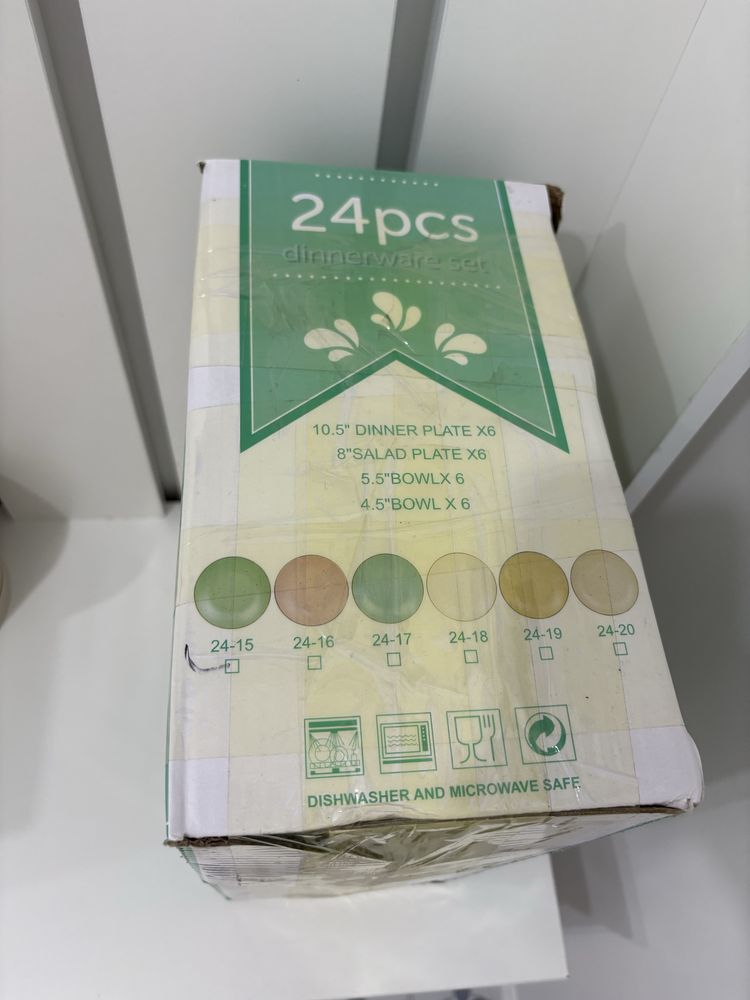 24pcs
dinnerware set
10.5" DINNER PLATE X6
8"SALAD PLATE X6
5.5"BOWLX 6
4.5"BOWL X 6
24-15 24-16 24-17 24-18 24-19 24-20
DISHWASHER AND MICROWAVE SAFE